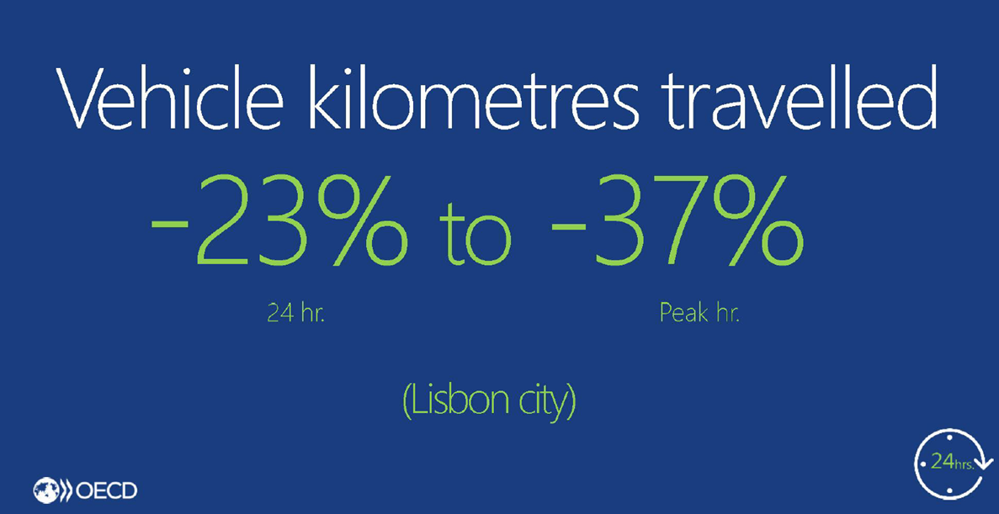 Vehicle kilometres travelled
-23% to -37%
24 hr. Peak hr.
(Lisbon city)
24hrs.
OECD